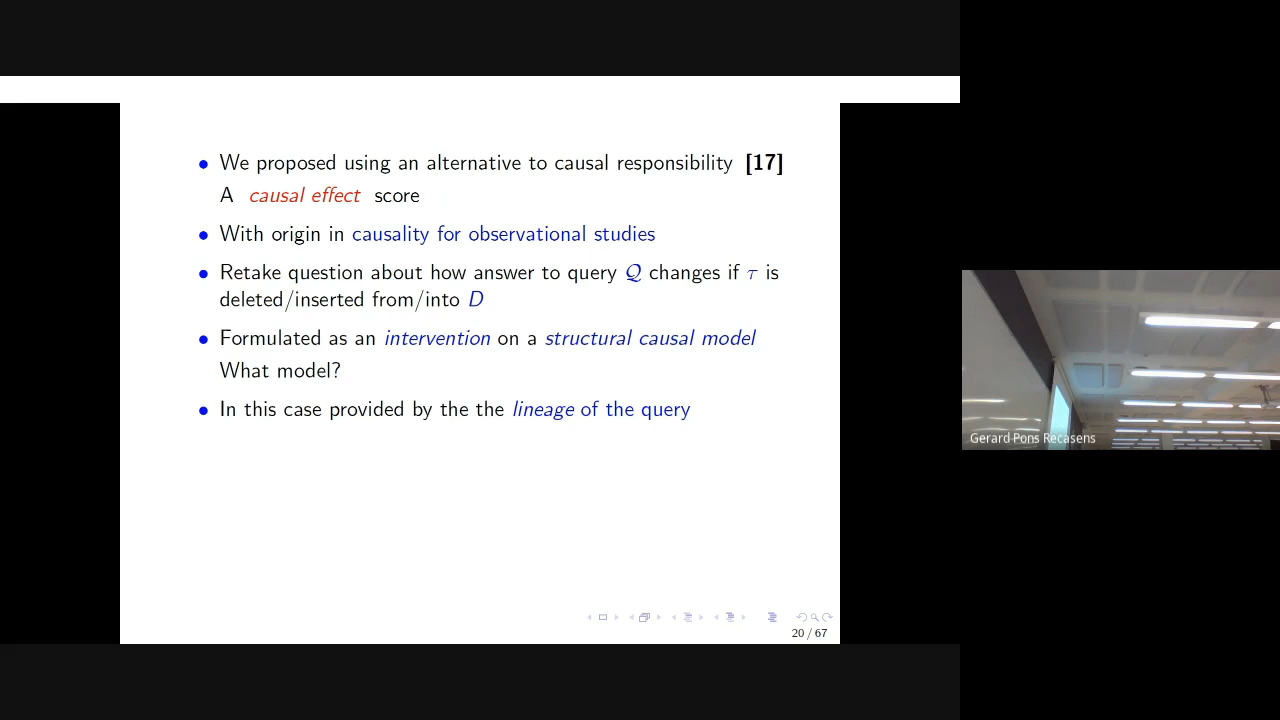 • We proposed using an alternative to causal responsibility [17]
A causal effect score
• With origin in causality for observational studies
• Retake question about how answer to query Q changes if τ is
deleted/inserted from/into D
• Formulated as an intervention on a structural causal model
What model?
• In this case provided by the the lineage of the query
20 / 67
Gerard Pons Recasens